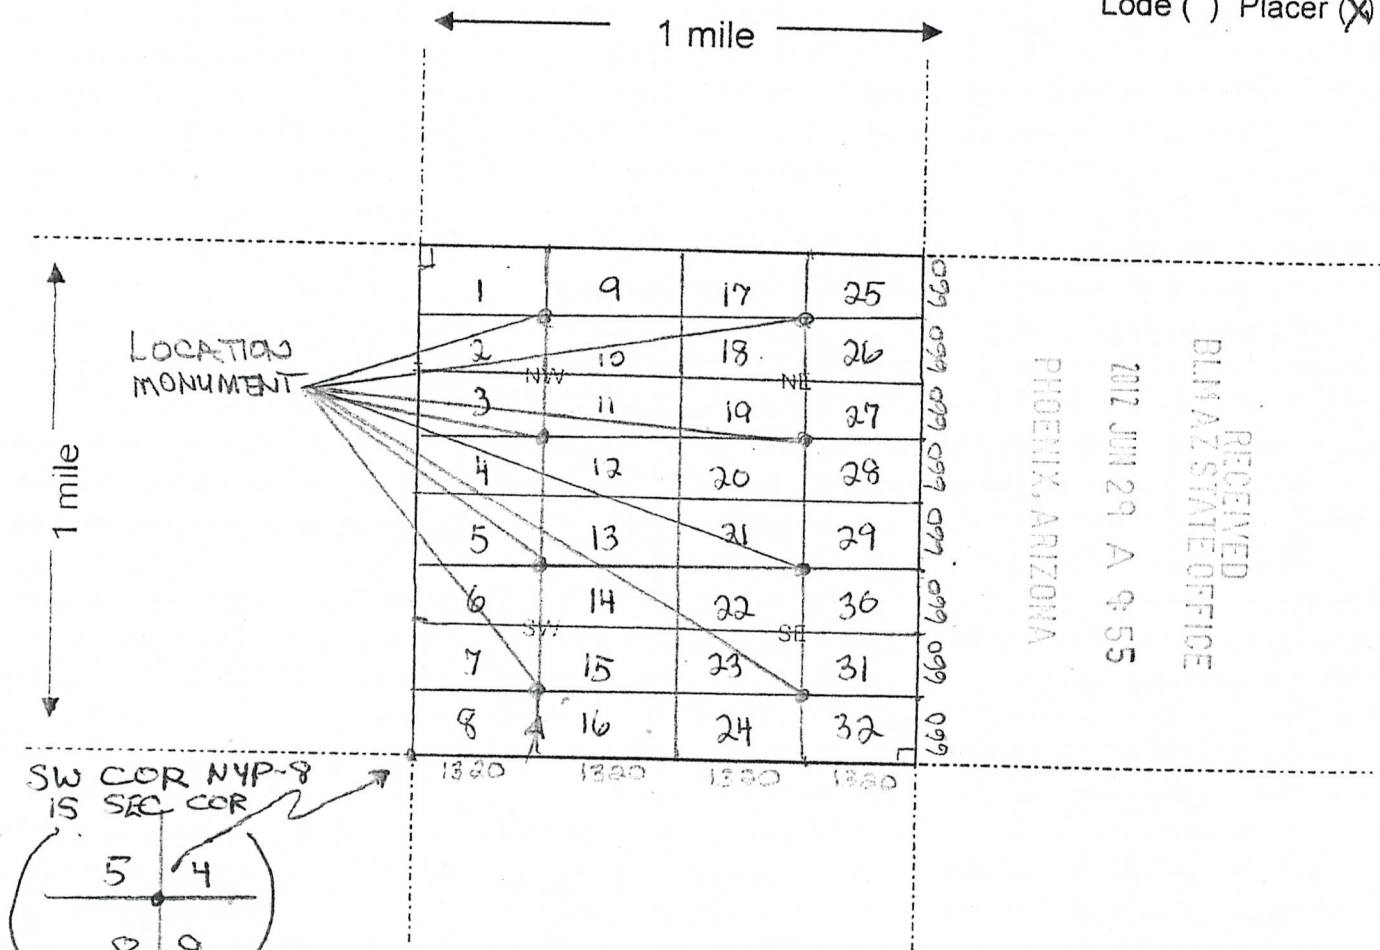 Lode ( ) Placer (X)
1 mile
1 9 17 25 660
2 10 18 26 660
NW NE
3 11 19 27 660
4 12 20 28 660
5 13 21 29 660
6 14 22 30 660
SW SE
7 15 23 31 660
8 16 24 32 660
1320 1320 1320 1320
LOCATION
MONUMENT
1 mile
SW COR NYP-8
IS SEC COR
5 4
8 9
RECEIVED
BLM AZ STATE OFFICE
2012 JUN 29 A 9:55
PHOENIX, ARIZONA